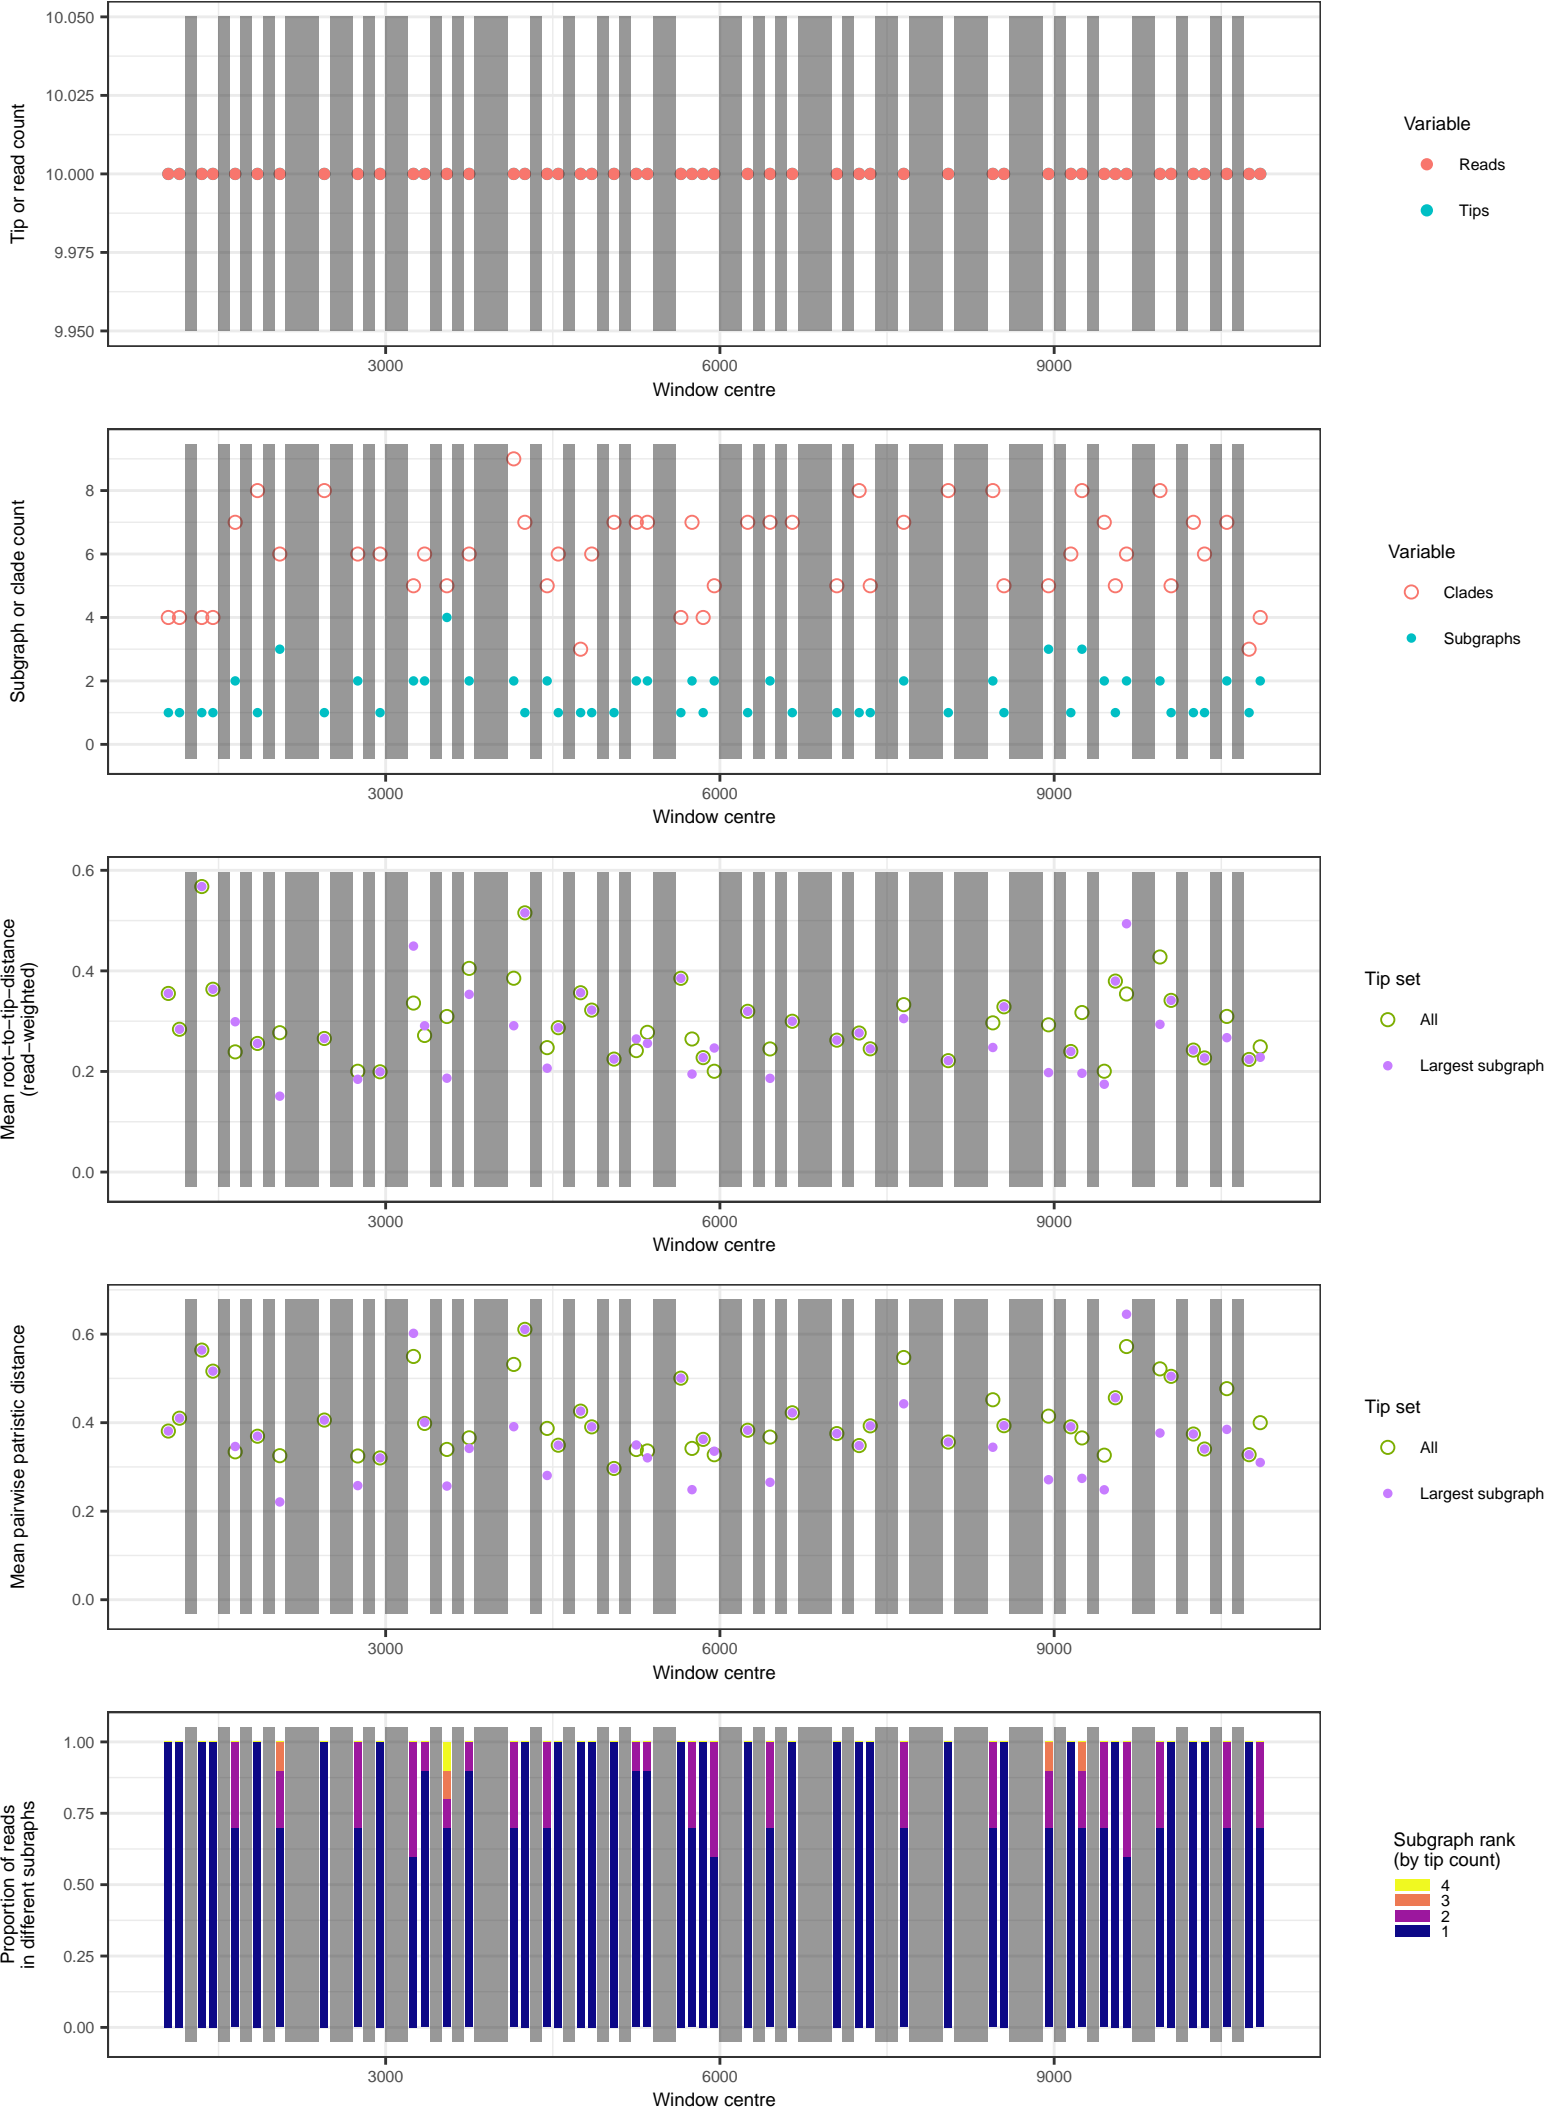 10.050
10.025
10.000
9.975
9.950
Tip or read count
3000
6000
9000
Window centre
Variable
Reads
Tips
8
6
4
2
0
Subgraph or clade count
3000
6000
9000
Window centre
Variable
Clades
Subgraphs
0.6
0.4
0.2
0.0
Mean root−to−tip−distance
(read−weighted)
3000
6000
9000
Window centre
Tip set
All
Largest subgraph
0.6
0.4
0.2
0.0
Mean pairwise patristic distance
3000
6000
9000
Window centre
Tip set
All
Largest subgraph
1.00
0.75
0.50
0.25
0.00
Proportion of reads
in different subraphs
3000
6000
9000
Window centre
Subgraph rank
(by tip count)
4
3
2
1